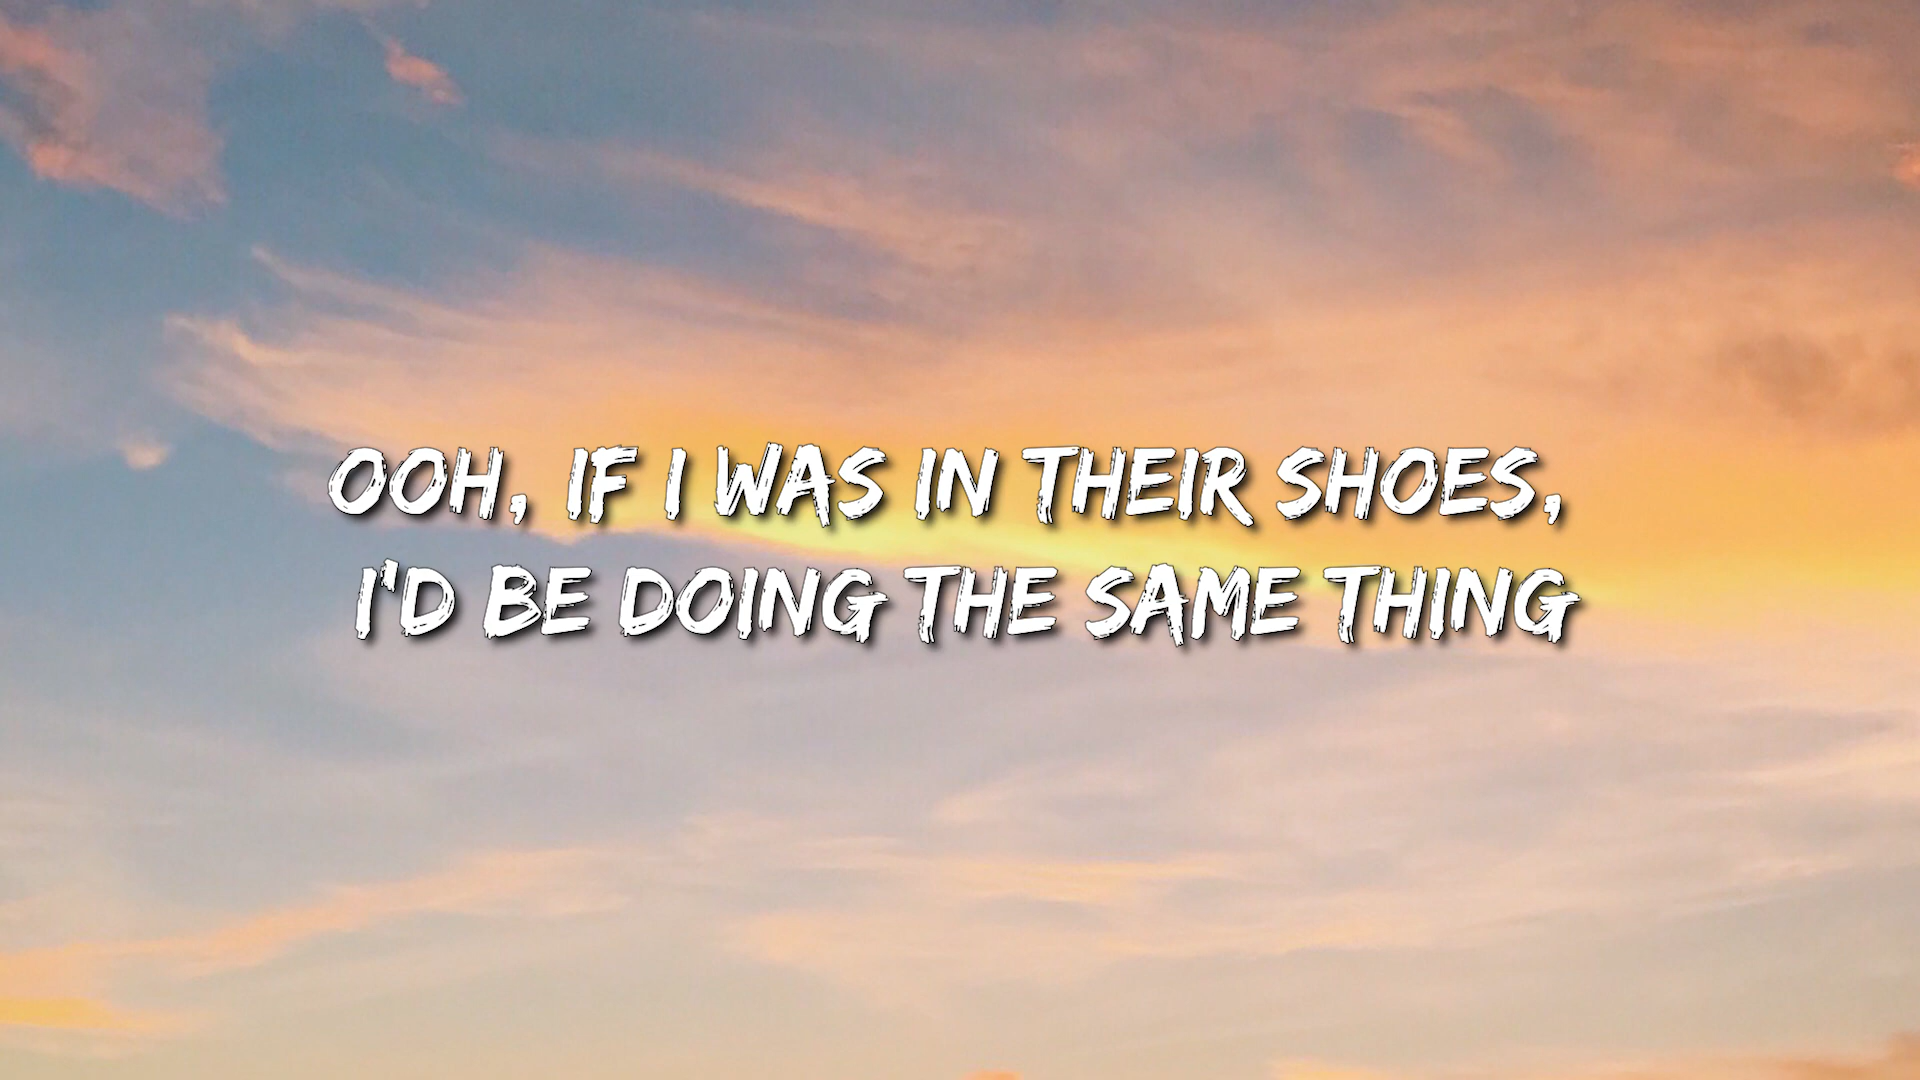 OOH, IF I WAS IN THEIR SHOES,
I'D BE DOING THE SAME THING